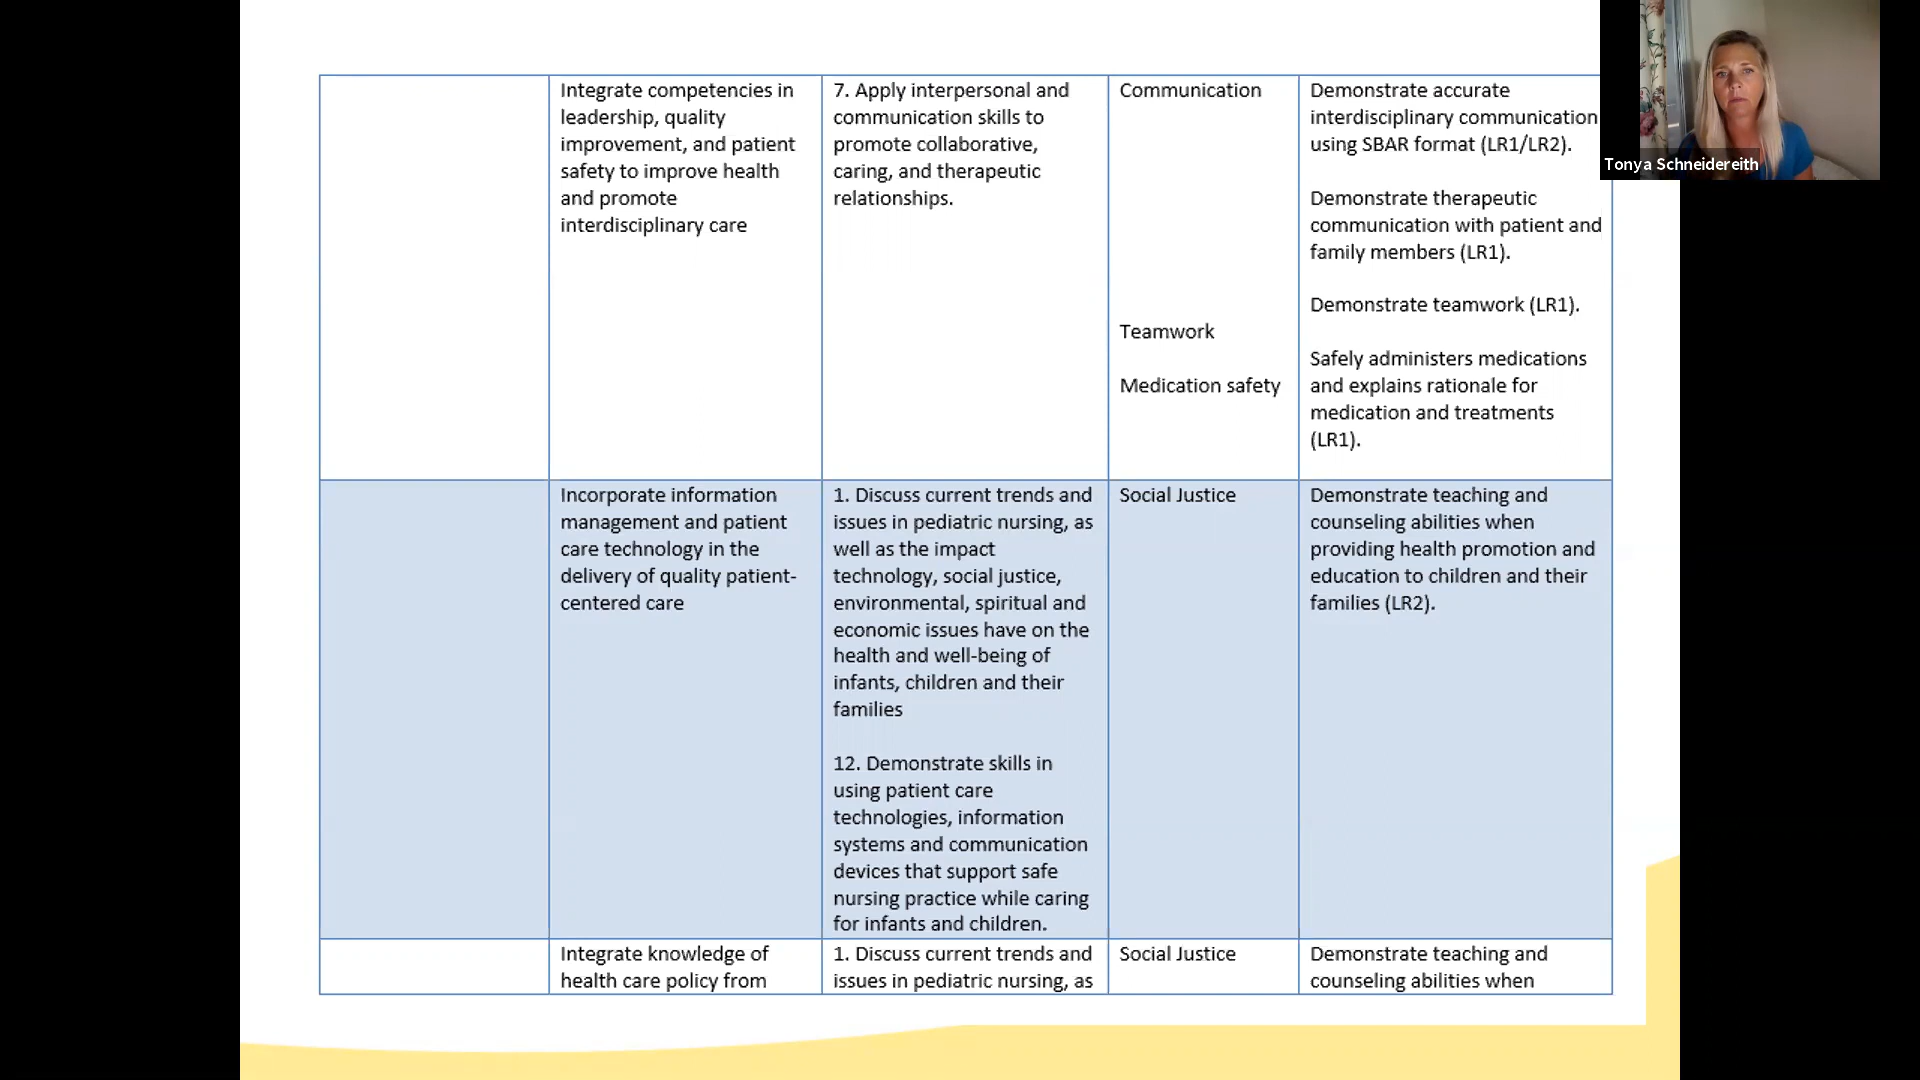 Integrate competencies in
leadership, quality
improvement, and patient
safety to improve health
and promote
interdisciplinary care
7. Apply interpersonal and
communication skills to
promote collaborative,
caring, and therapeutic
relationships.
Communication
Teamwork
Medication safety
Demonstrate accurate
interdisciplinary communication
using SBAR format (LR1/LR2).
Demonstrate therapeutic
communication with patient and
family members (LR1).
Demonstrate teamwork (LR1).
Safely administers medications
and explains rationale for
medication and treatments
(LR1).
Tonya Schneidereith
Incorporate information
management and patient
care technology in the
delivery of quality patient-
centered care
1. Discuss current trends and
issues in pediatric nursing, as
well as the impact
technology, social justice,
environmental, spiritual and
economic issues have on the
health and well-being of
infants, children and their
families
12. Demonstrate skills in
using patient care
technologies, information
systems and communication
devices that support safe
nursing practice while caring
for infants and children.
Social Justice
Demonstrate teaching and
counseling abilities when
providing health promotion and
education to children and their
families (LR2).
Integrate knowledge of
health care policy from
1. Discuss current trends and
issues in pediatric nursing, as
Social Justice
Demonstrate teaching and
counseling abilities when